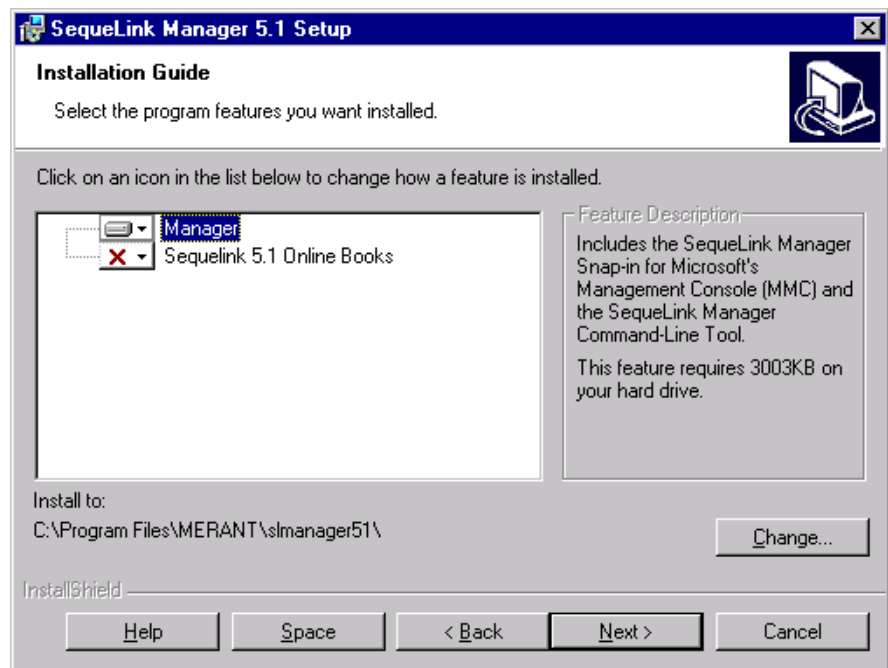 SequeLink Manager 5.1 Setup
Installation Guide
Select the program features you want installed.
Click on an icon in the list below to change how a feature is installed.
Manager
Sequelink 5.1 Online Books
Feature Description
Includes the SequeLink Manager
Snap-in for Microsoft's
Management Console (MMC) and
the SequeLink Manager
Command-Line Tool.
This feature requires 3003KB on
your hard drive.
Install to:
C:\Program Files\MERANT\slmanager51\
Change...
InstallShield
Help
Space
< Back
Next >
Cancel